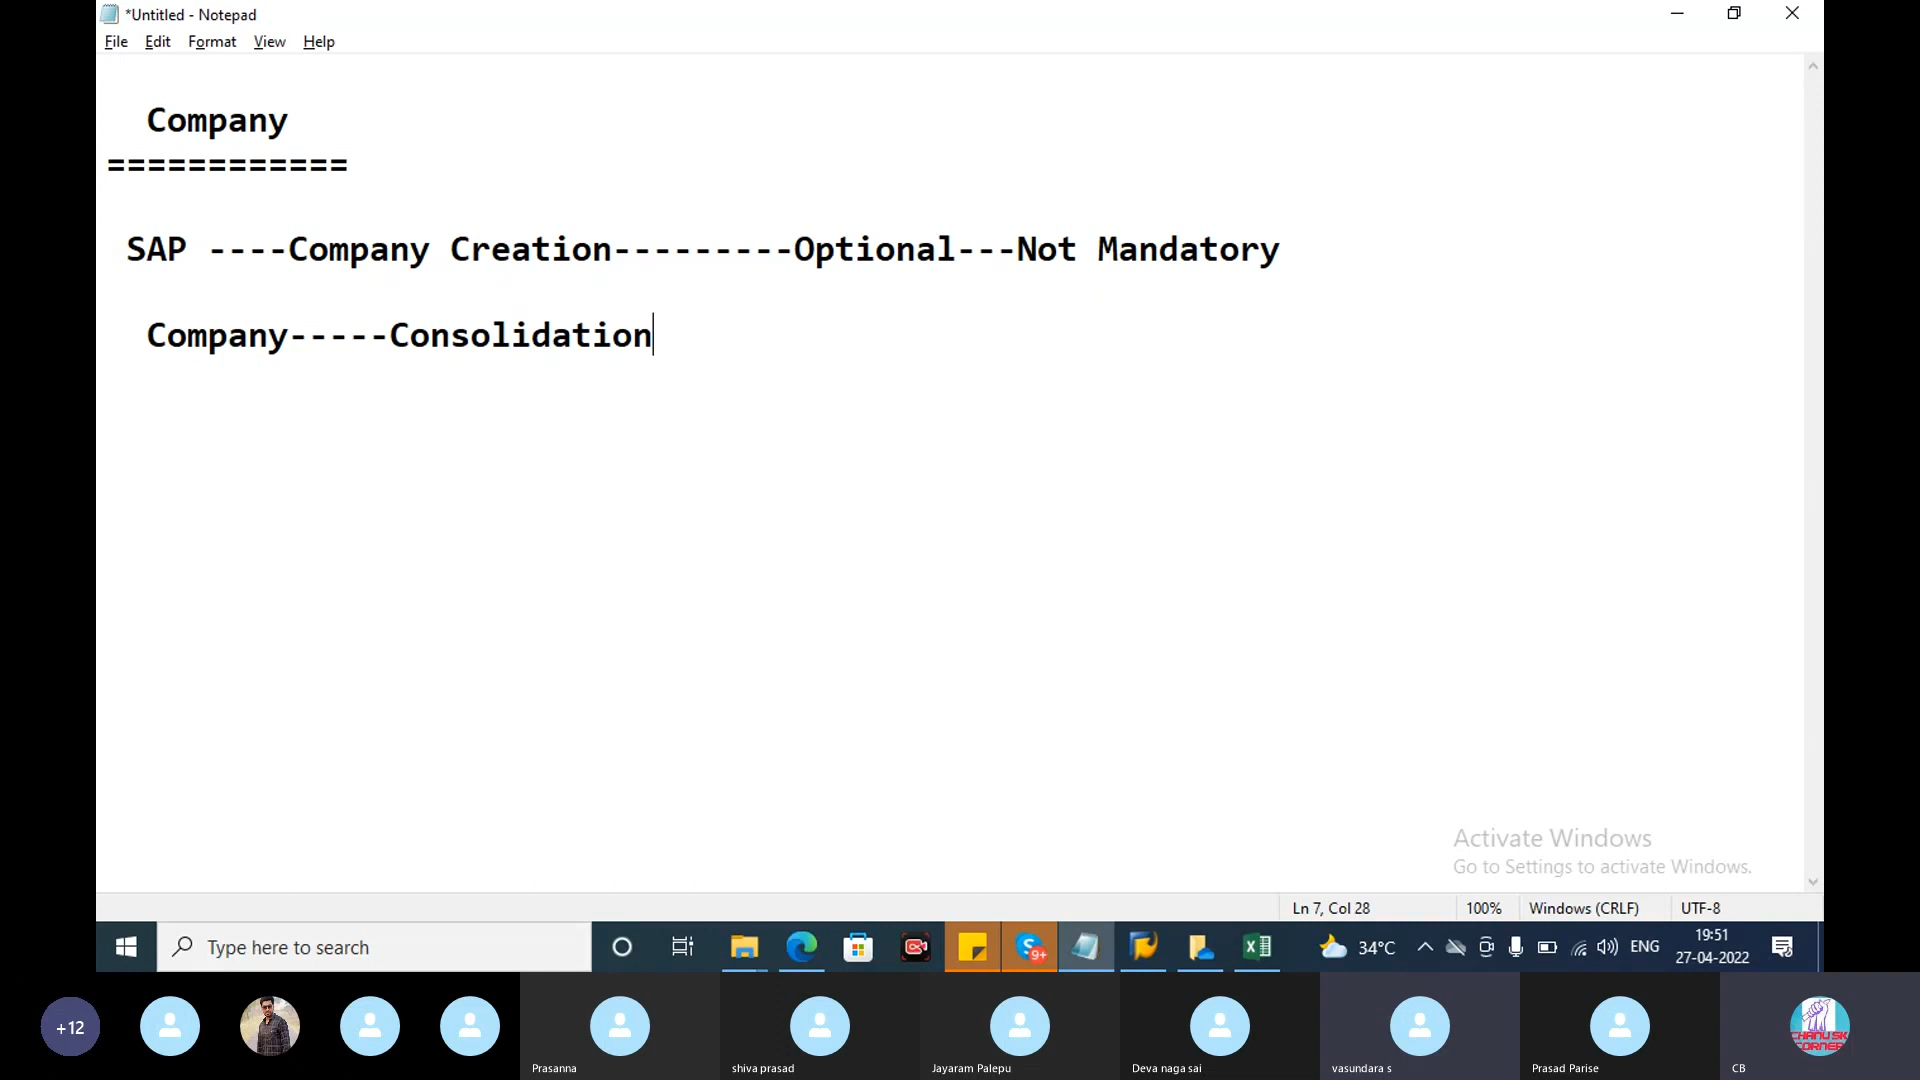 *Untitled - Notepad
File Edit Format View Help
Company
============
SAP ----Company Creation---------Optional---Not Mandatory
Company-----Consolidation
Activate Windows
Go to Settings to activate Windows.
Ln 7, Col 28 100% Windows (CRLF) UTF-8
Type here to search
9+
34°C
ENG
19:51
27-04-2022
+12
Prasanna
shiva prasad
Jayaram Palepu
Deva naga sai
vasundara s
Prasad Parise
CB